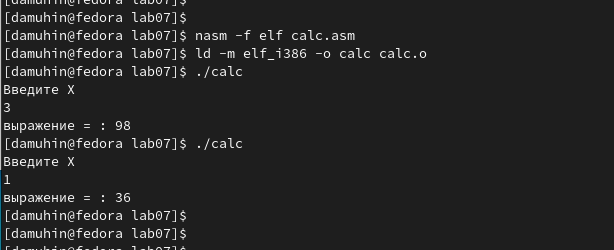 [damuhin@fedora lab07]$
[damuhin@fedora lab07]$ nasm -f elf calc.asm
[damuhin@fedora lab07]$ ld -m elf_i386 -o calc calc.o
[damuhin@fedora lab07]$ ./calc
Введите X
3
выражение = : 98
[damuhin@fedora lab07]$ ./calc
Введите X
1
выражение = : 36
[damuhin@fedora lab07]$
[damuhin@fedora lab07]$